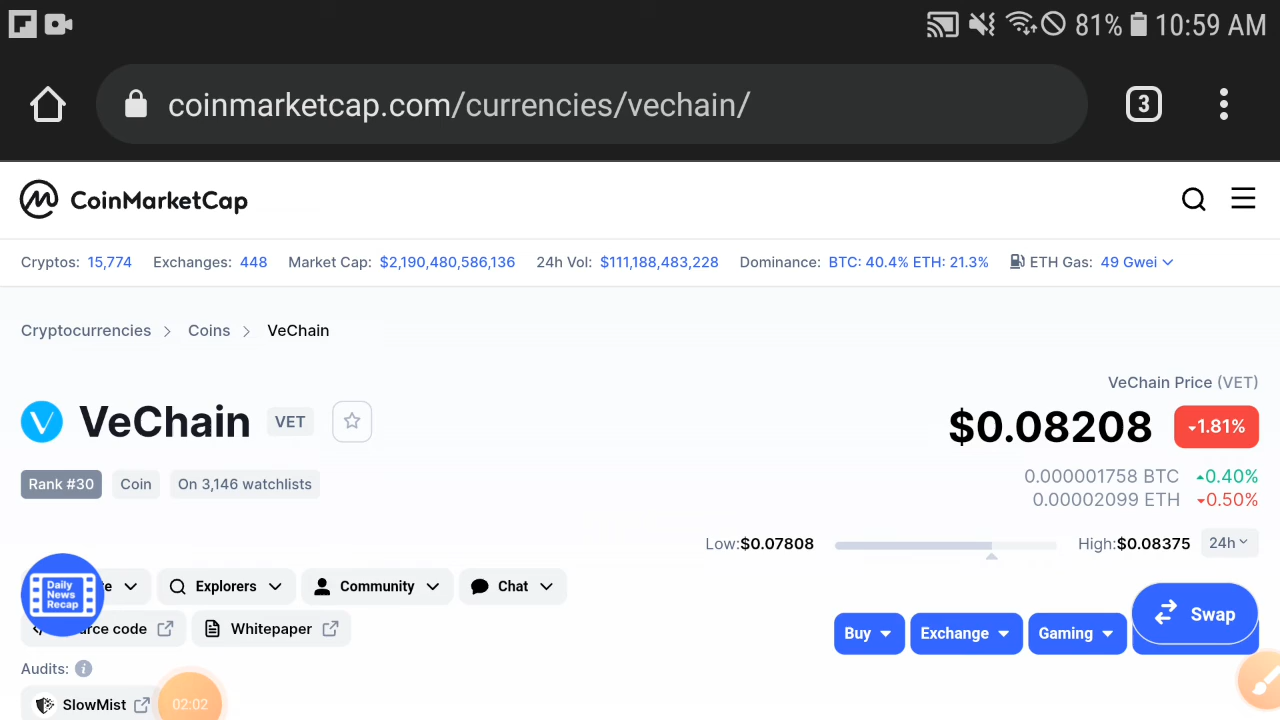 81% 10:59 AM
coinmarketcap.com/currencies/vechain/
3
CoinMarketCap
Cryptos: 15,774 Exchanges: 448 Market Cap: $2,190,480,586,136 24h Vol: $111,188,483,228 Dominance: BTC: 40.4% ETH: 21.3% ETH Gas: 49 Gwei
Cryptocurrencies > Coins > VeChain
VeChain Price (VET)
VeChain VET
$0.08208 1.81%
Rank #30 Coin On 3,146 watchlists
0.000001758 BTC 0.40%
0.00002099 ETH 0.50%
Low:$0.07808 High:$0.08375 24h
Daily
News
Recap
Explorers Community Chat
Whitepaper
Buy Exchange Gaming Swap
Audits:
SlowMist
02:02